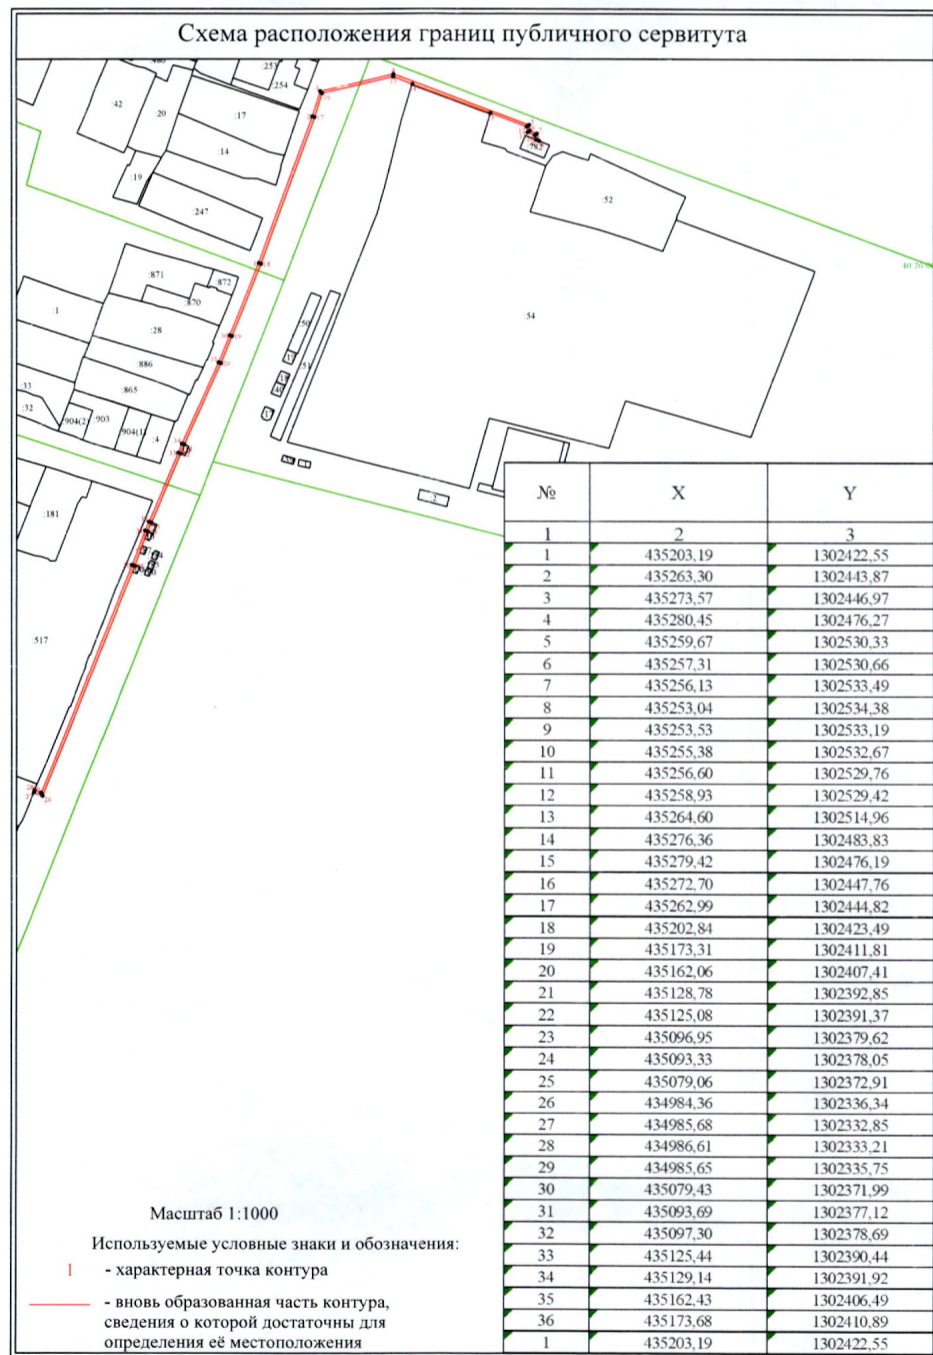 Схема расположения границ публичного сервитута
:253
:254
:42
:20
:17
:14
:19
:247
:52
:782
:871
:872
:870
:1
:28
:50
:54
:886
:51
:33
:865
:32
:904(2)
:903
:904(1)
:4
:181
:2
:517
№ X Y
1 2 3
1 435203,19 1302422,55
2 435263,30 1302443,87
3 435273,57 1302446,97
4 435280,45 1302476,27
5 435259,67 1302530,33
6 435257,31 1302530,66
7 435256,13 1302533,49
8 435253,04 1302534,38
9 435253,53 1302533,19
10 435255,38 1302532,67
11 435256,60 1302529,76
12 435258,93 1302529,42
13 435264,60 1302514,96
14 435276,36 1302483,83
15 435279,42 1302476,19
16 435272,70 1302447,76
17 435262,99 1302444,82
18 435202,84 1302423,49
19 435173,31 1302411,81
20 435162,06 1302407,41
21 435128,78 1302392,85
22 435125,08 1302391,37
23 435096,95 1302379,62
24 435093,33 1302378,05
25 435079,06 1302372,91
26 434984,36 1302336,34
27 434985,68 1302332,85
28 434986,61 1302333,21
29 434985,65 1302335,75
30 435079,43 1302371,99
31 435093,69 1302377,12
32 435097,30 1302378,69
33 435125,44 1302390,44
34 435129,14 1302391,92
35 435162,43 1302406,49
36 435173,68 1302410,89
1 435203,19 1302422,55
Масштаб 1:1000
Используемые условные знаки и обозначения:
1 - характерная точка контура
- вновь образованная часть контура,
сведения о которой достаточны для
определения её местоположения